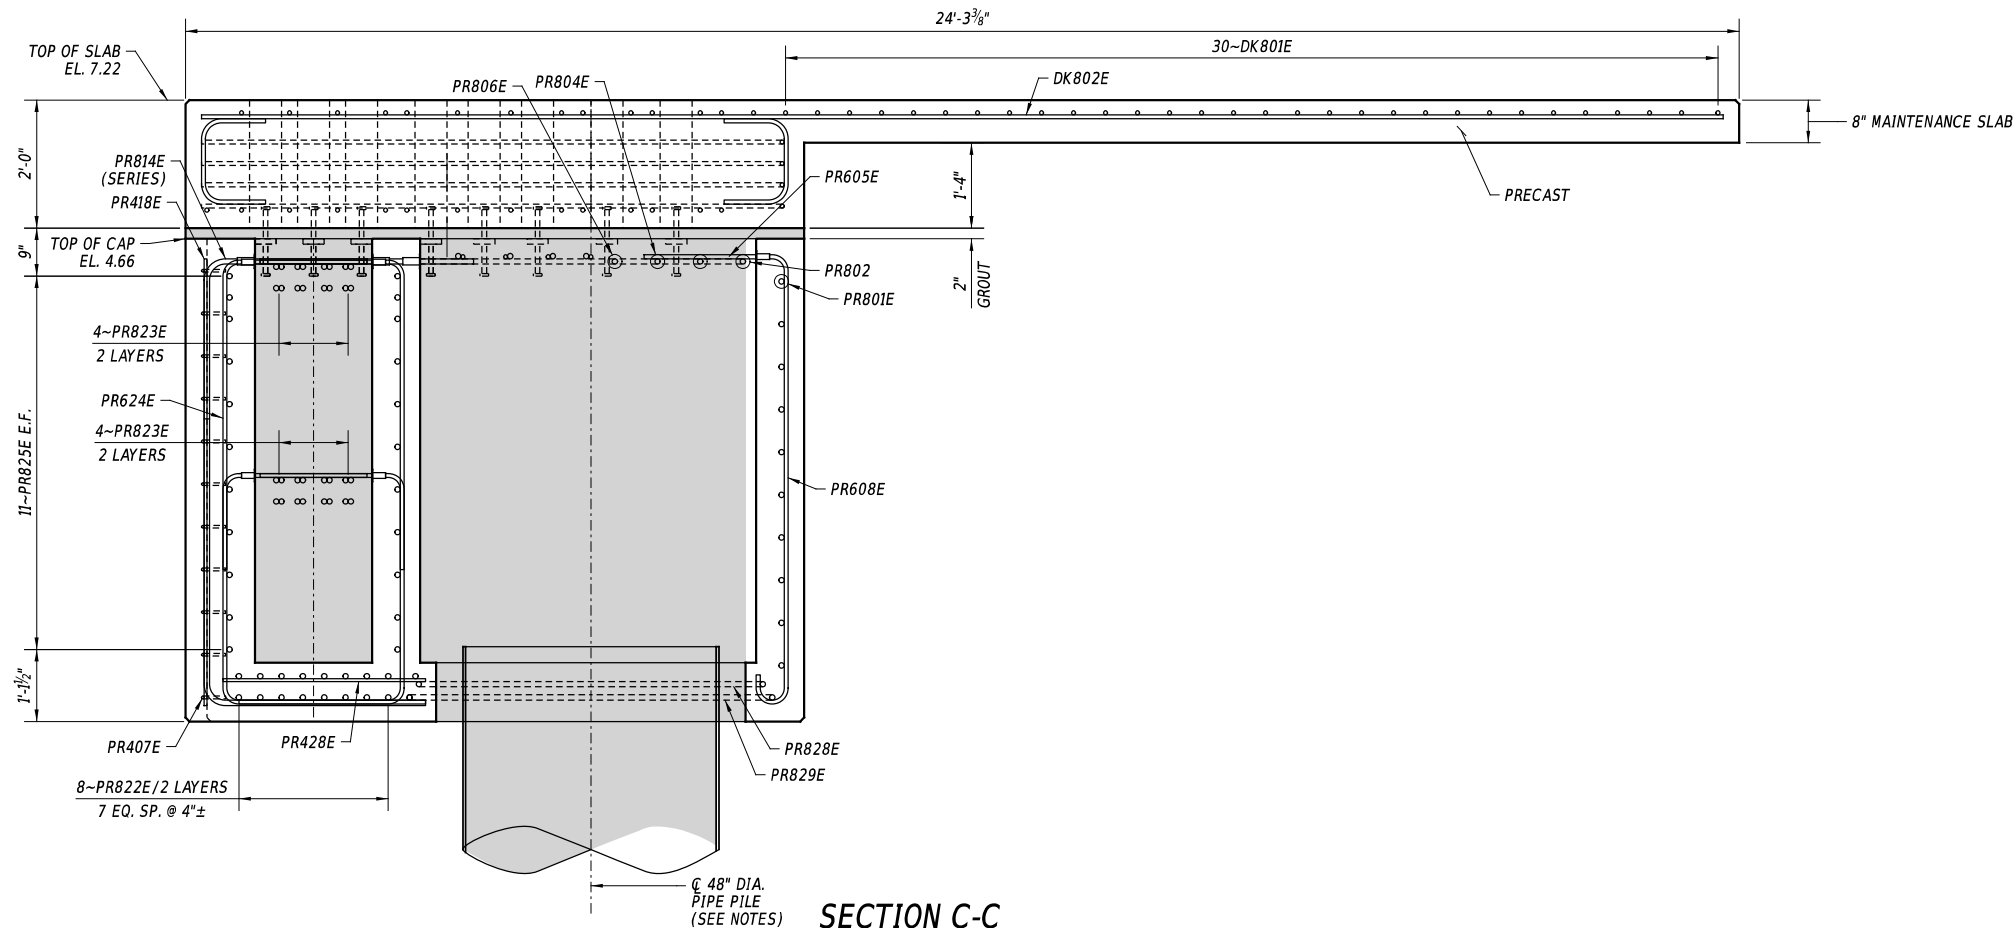 24'-3⅜"
30~DK801E
TOP OF SLAB
EL. 7.22
PR806E
PR804E
DK802E
8" MAINTENANCE SLAB
2'-0"
PR814E
(SERIES)
PR418E
PR605E
1'-4"
PRECAST
TOP OF CAP
EL. 4.66
9"
PR802
PR801E
2"
GROUT
4~PR823E
2 LAYERS
PR624E
4~PR823E
2 LAYERS
11~PR825E E.F.
PR608E
1'-1½"
PR407E
PR428E
PR828E
PR829E
8~PR822E/2 LAYERS
7 EQ. SP. @ 4"±
℄ 48" DIA.
PIPE PILE
(SEE NOTES)
SECTION C-C